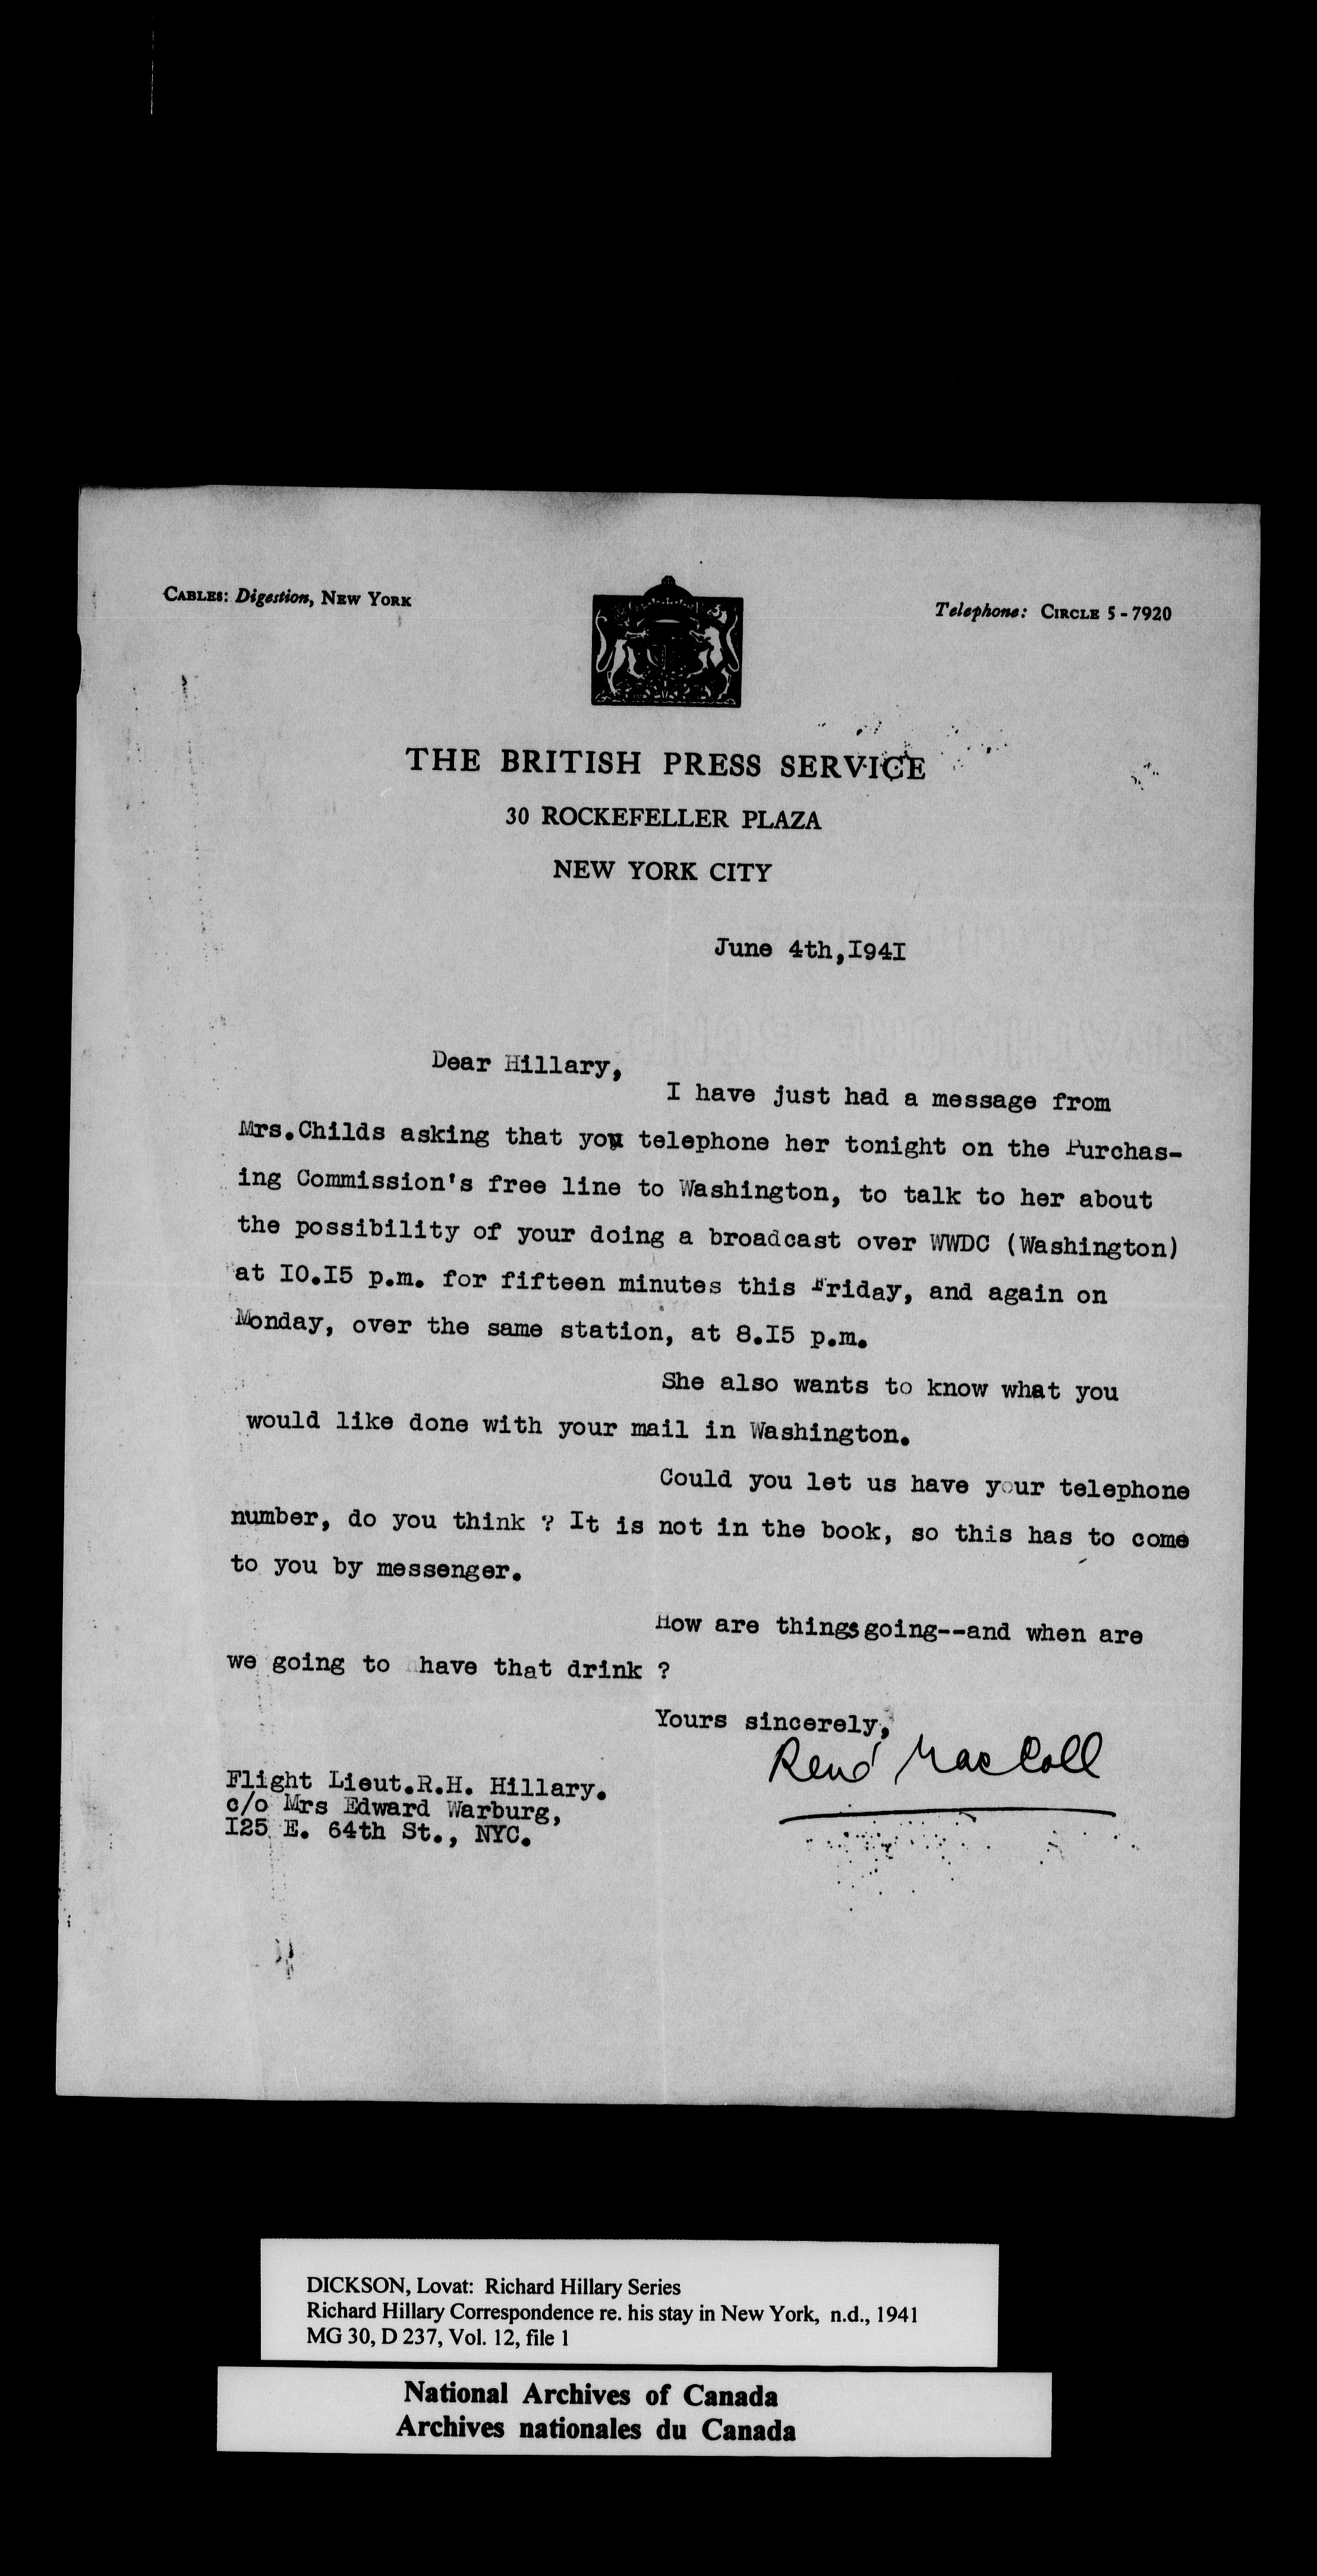 CABLES: Digestion, NEW YORK
Telephone: CIRCLE 5-7920
THE BRITISH PRESS SERVICE
30 ROCKEFELLER PLAZA
NEW YORK CITY
June 4th,I94I
Dear Hillary,
I have just had a message from
Mrs.Childs asking that you telephone her tonight on the Purchas-
ing Commission's free line to Washington, to talk to her about
the possibility of your doing a broadcast over WWDC (Washington)
at I0.I5 p.m. for fifteen minutes this Friday, and again on
Monday, over the same station, at 8.I5 p.m.
She also wants to know what you
would like done with your mail in Washington.
Could you let us have your telephone
number, do you think ? It is not in the book, so this has to come
to you by messenger.
How are things going--and when are
we going to have that drink ?
Yours sincerely,
René MacColl
Flight Lieut.R.H. Hillary.
c/o Mrs Edward Warburg,
I25 E. 64th St., NYC.
DICKSON, Lovat: Richard Hillary Series
Richard Hillary Correspondence re. his stay in New York, n.d., 1941
MG 30, D 237, Vol. 12, file 1
National Archives of Canada
Archives nationales du Canada